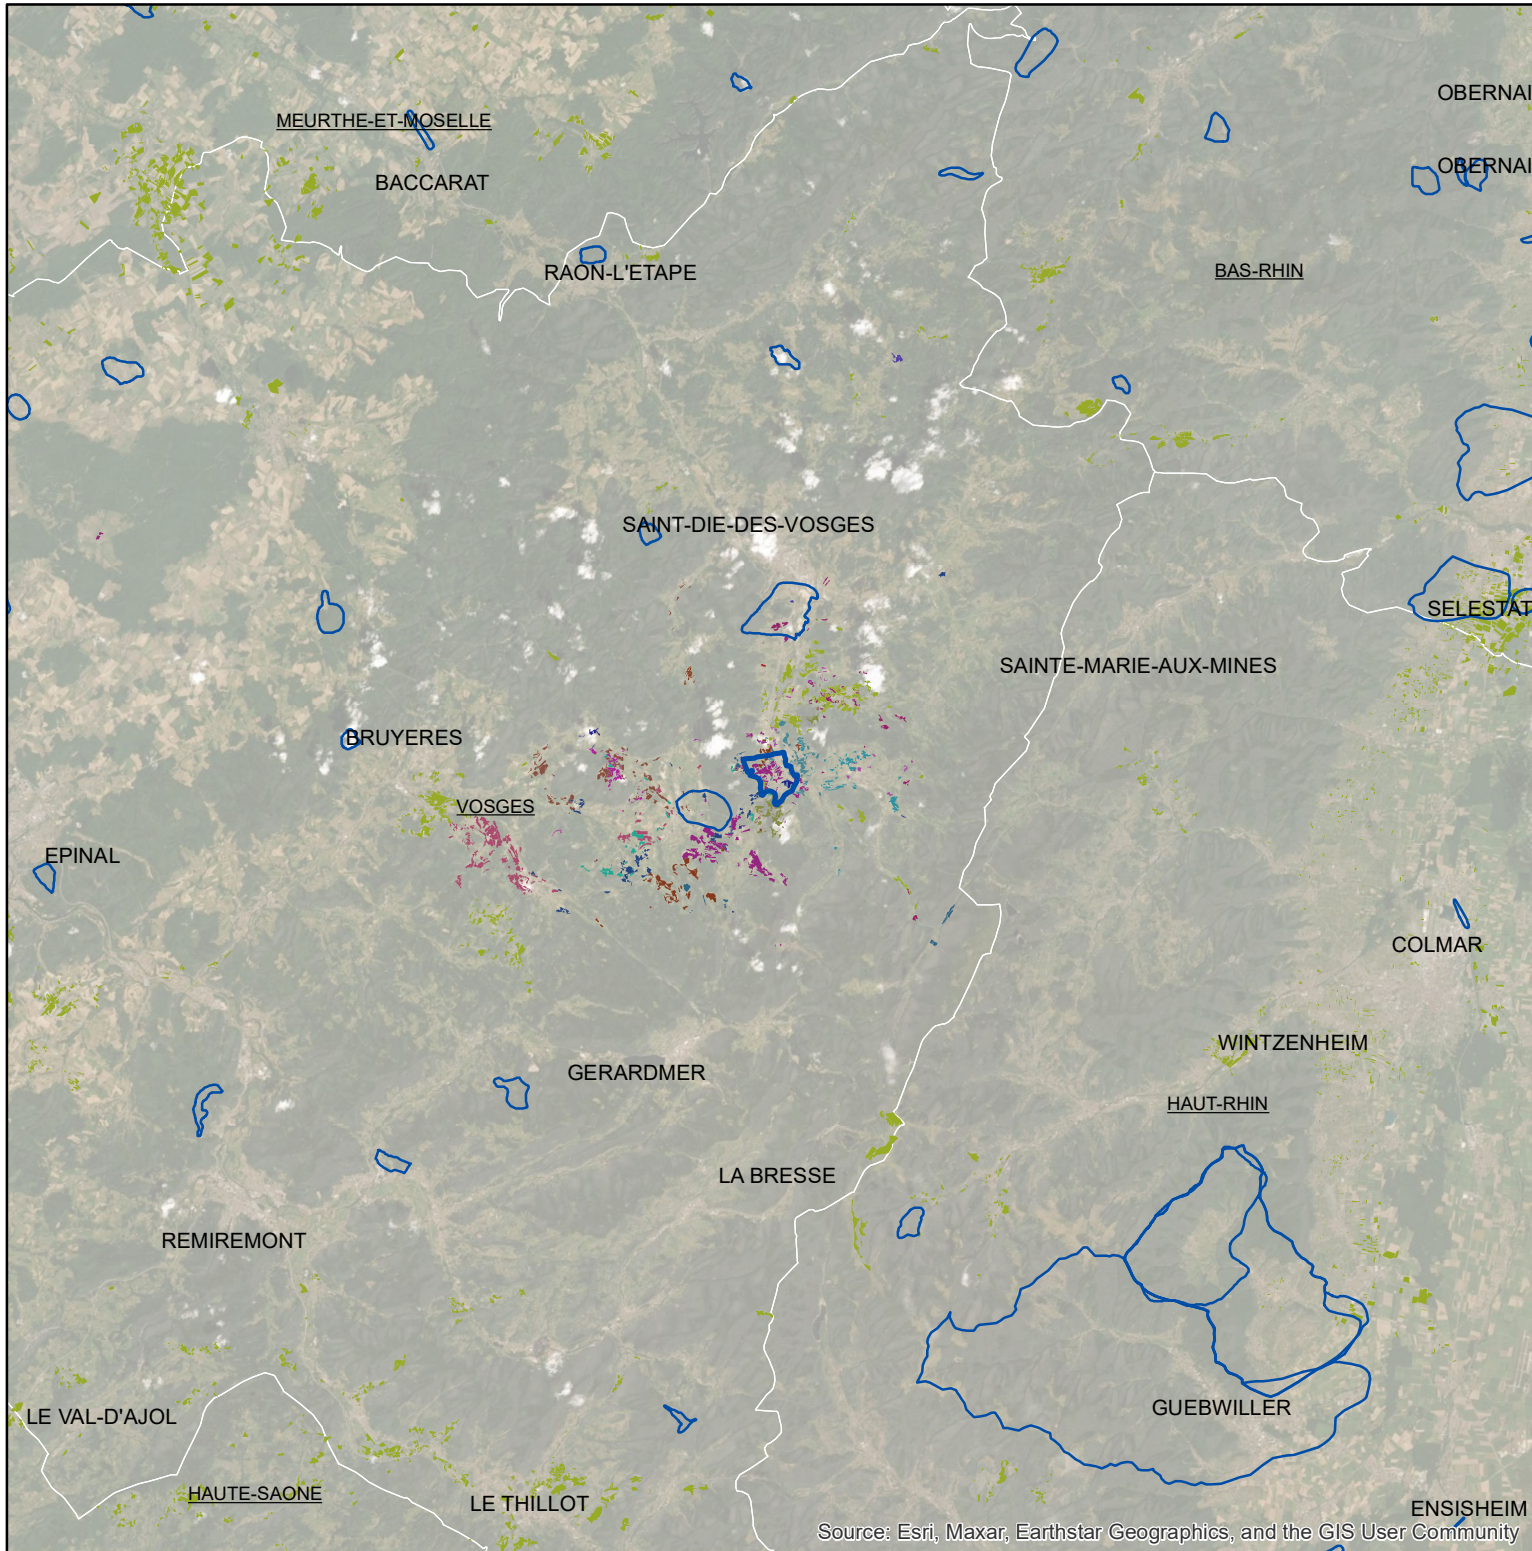 OBERNAI
MEURTHE-ET-MOSELLE
OBERNAI
BACCARAT
RAON-L'ETAPE
BAS-RHIN
SAINT-DIE-DES-VOSGES
SELESTAT
SAINTE-MARIE-AUX-MINES
BRUYERES
VOSGES
EPINAL
COLMAR
WINTZENHEIM
GERARDMER
HAUT-RHIN
LA BRESSE
REMIREMONT
GUEBWILLER
LE VAL-D'AJOL
HAUTE-SAONE
LE THILLOT
ENSISHEIM
Source: Esri, Maxar, Earthstar Geographics, and the GIS User Community